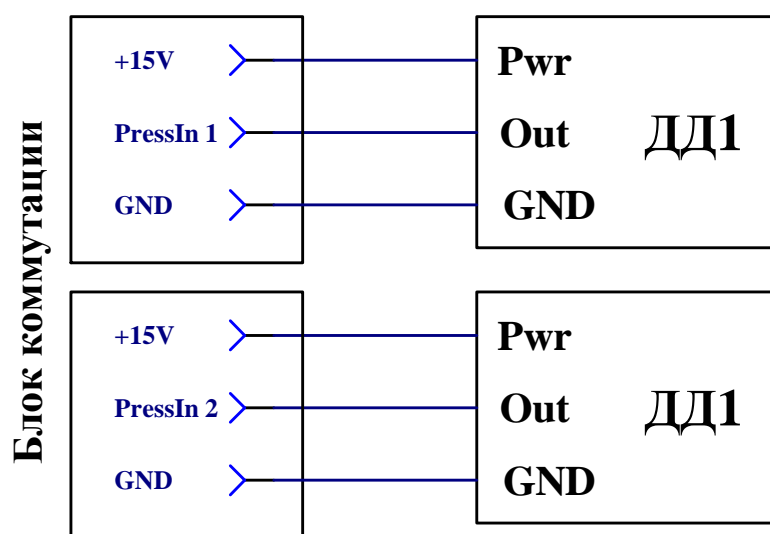 Блок коммутации
+15V
PressIn 1
GND
Pwr
Out
GND
ДД1
+15V
PressIn 2
GND
Pwr
Out
GND
ДД1